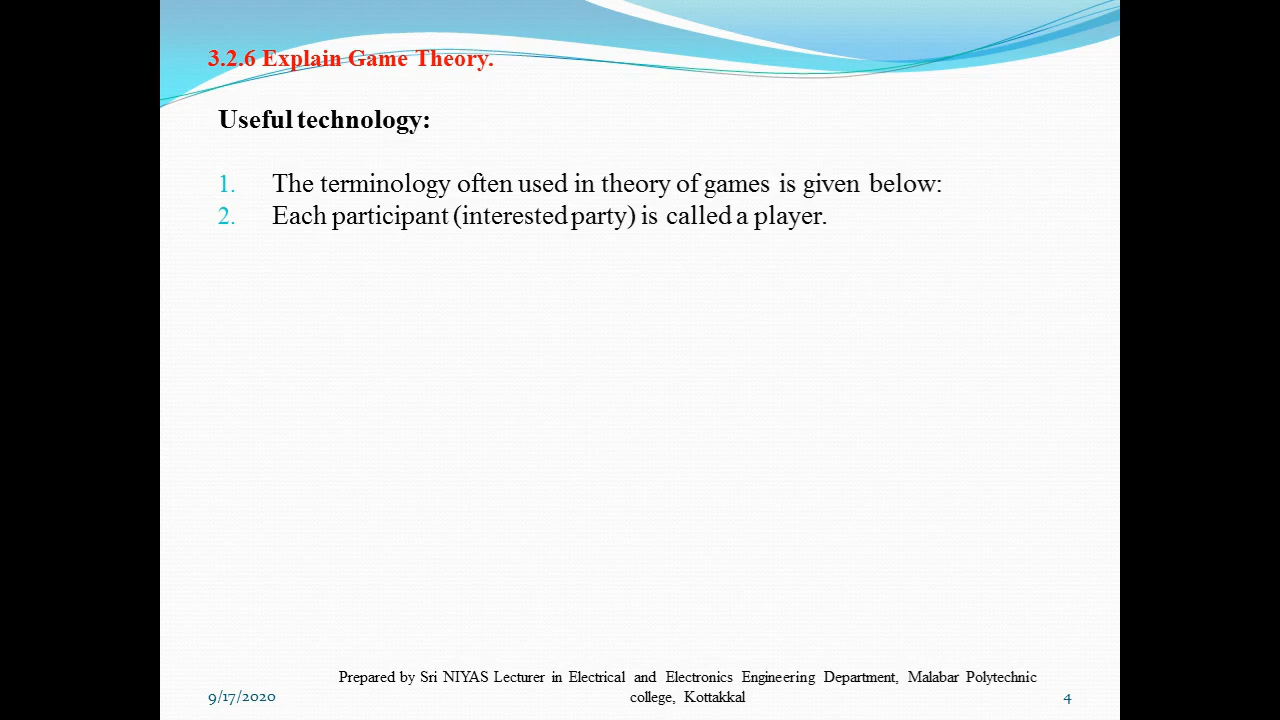 3.2.6 Explain Game Theory.
Useful technology:
1. The terminology often used in theory of games is given below:
2. Each participant (interested party) is called a player.
Prepared by Sri NIYAS Lecturer in Electrical and Electronics Engineering Department, Malabar Polytechnic
college, Kottakkal
9/17/2020
4